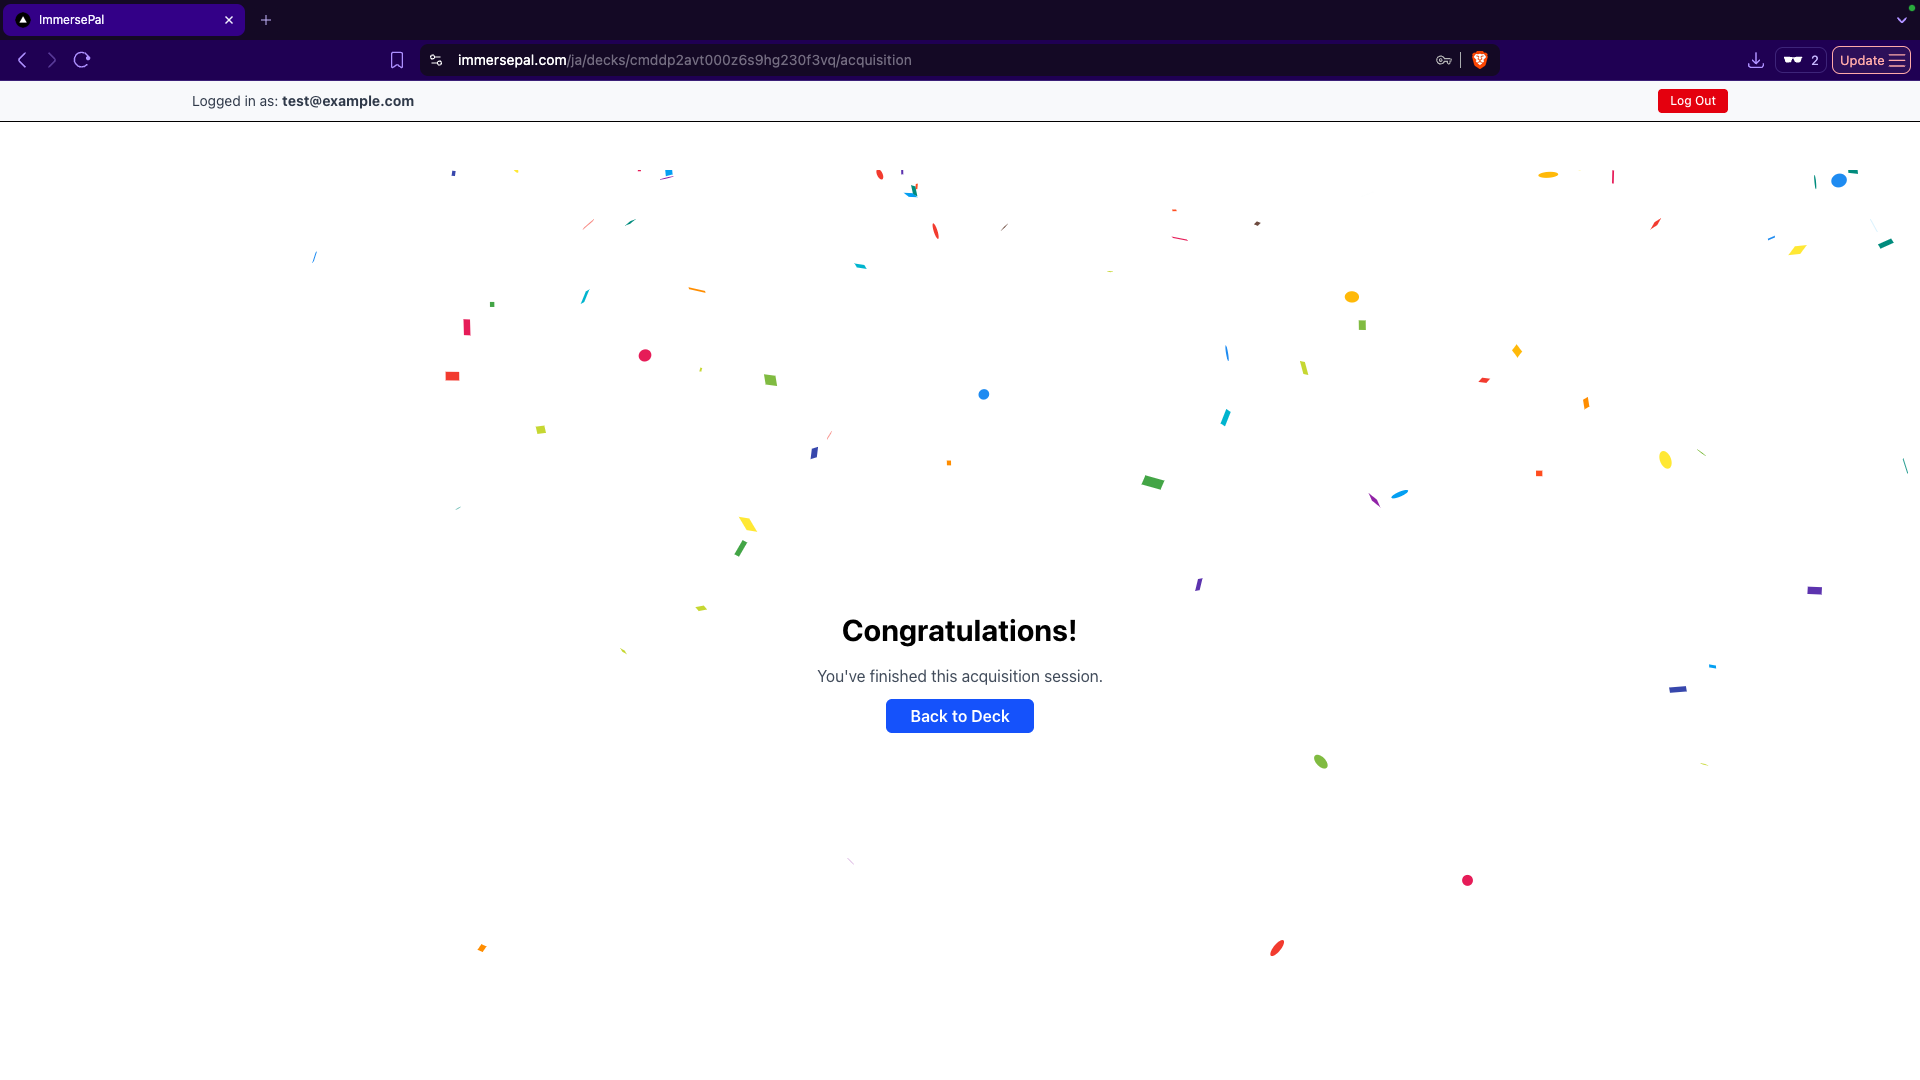 ImmersePal
immersepal.com/ja/decks/cmddp2avt000z6s9hg230f3vq/acquisition
2
Update
Logged in as: test@example.com
Log Out
Congratulations!
You've finished this acquisition session.
Back to Deck